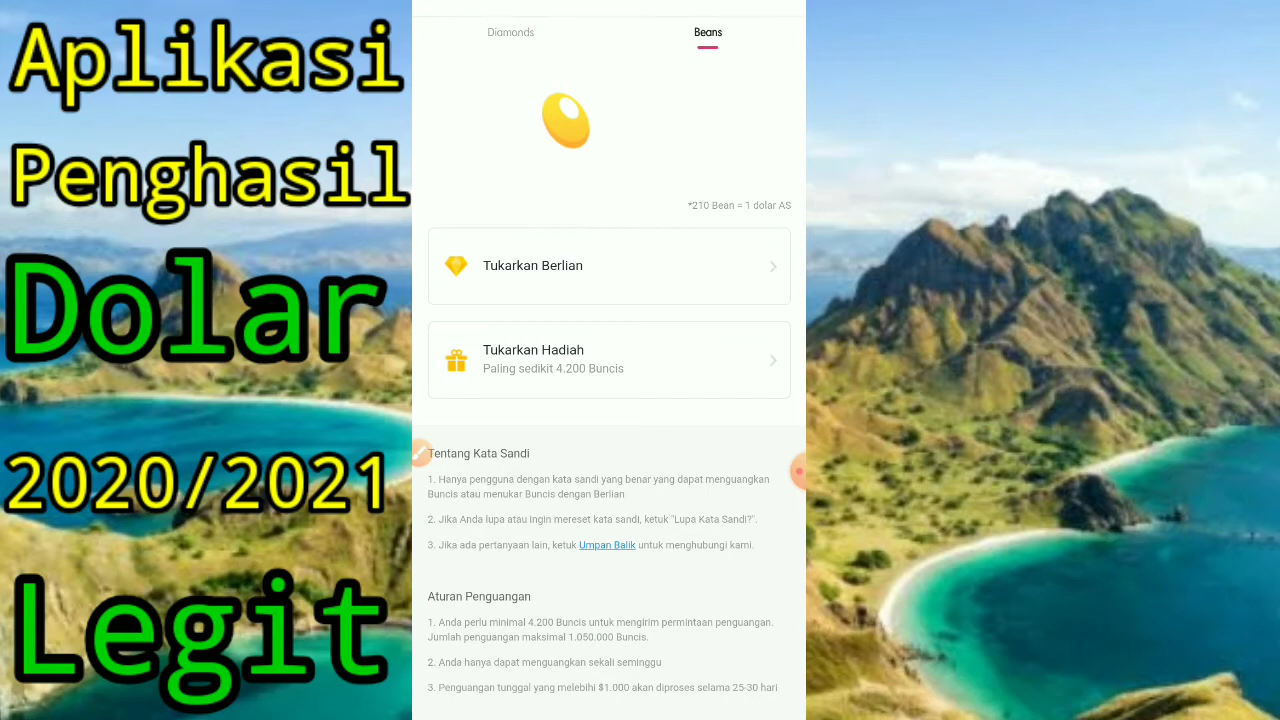 Aplikasi
Penghasil
Dolar
2020/2021
Legit
Diamonds
Beans
*210 Bean = 1 dolar AS
Tukarkan Berlian
Tukarkan Hadiah
Paling sedikit 4.200 Buncis
Tentang Kata Sandi
1. Hanya pengguna dengan kata sandi yang benar yang dapat menguangkan
Buncis atau menukar Buncis dengan Berlian
2. Jika Anda lupa atau ingin mereset kata sandi, ketuk "Lupa Kata Sandi?".
3. Jika ada pertanyaan lain, ketuk Umpan Balik untuk menghubungi kami.
Aturan Penguangan
1. Anda perlu minimal 4.200 Buncis untuk mengirim permintaan penguangan.
Jumlah penguangan maksimal 1.050.000 Buncis.
2. Anda hanya dapat menguangkan sekali seminggu
3. Penguangan tunggal yang melebihi $1.000 akan diproses selama 25-30 hari